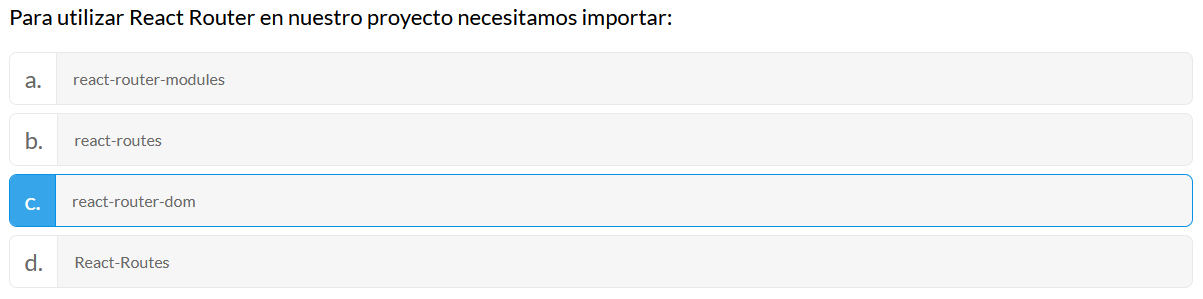 Para utilizar React Router en nuestro proyecto necesitamos importar:
a. react-router-modules
b. react-routes
c. react-router-dom
d. React-Routes